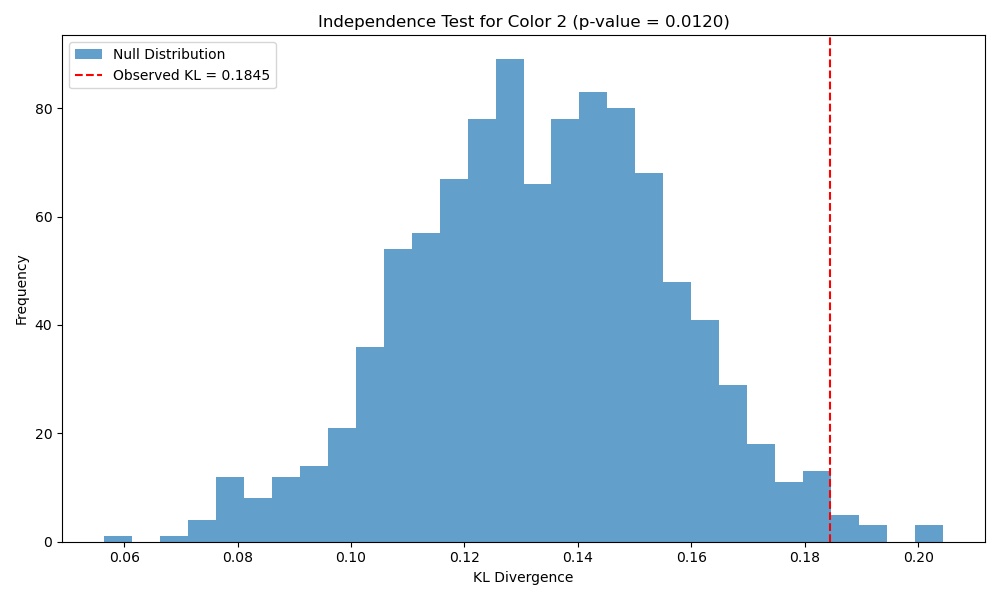 Independence Test for Color 2 (p-value = 0.0120)
Null Distribution
Observed KL = 0.1845
Frequency
80
60
40
20
0
0.06 0.08 0.10 0.12 0.14 0.16 0.18 0.20
KL Divergence